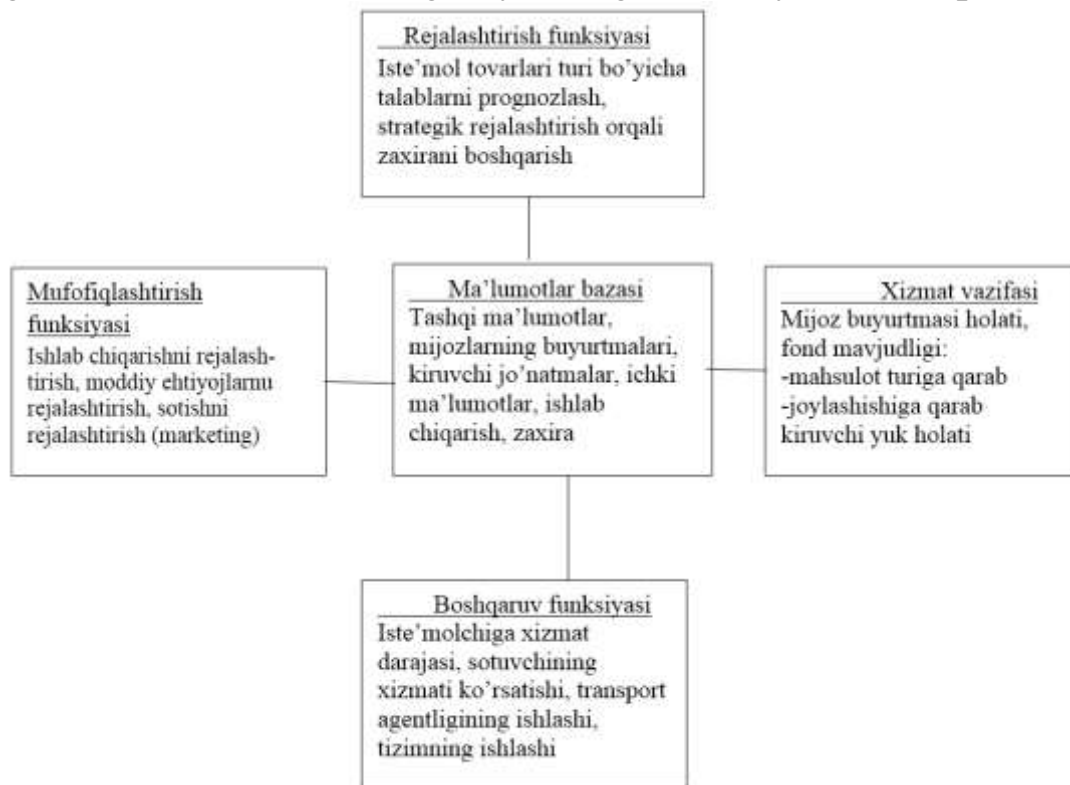 Rejalashtirish funksiyasi
Iste’mol tovarlari turi bo’yicha
talablarni prognozlash,
strategik rejalashtirish orqali
zaxirani boshqarish
Mufofiqlashtirish
funksiyasi
Ishlab chiqarishni rejalash-
tirish, moddiy ehtiyojlarnu
rejalashtirish, sotishni
rejalashtirish (marketing)
Ma’lumotlar bazasi
Tashqi ma’lumotlar,
mijozlarning buyurtmalari,
kiruvchi jo’natmalar, ichki
ma’lumotlar, ishlab
chiqarish, zaxira
Xizmat vazifasi
Mijoz buyurtmasi holati,
fond mavjudligi:
-mahsulot turiga qarab
-joylashishiga qarab
kiruvchi yuk holati
Boshqaruv funksiyasi
Iste’molchiga xizmat
darajasi, sotuvchining
xizmati ko’rsatishi, transport
agentligining ishlashi,
tizimning ishlashi